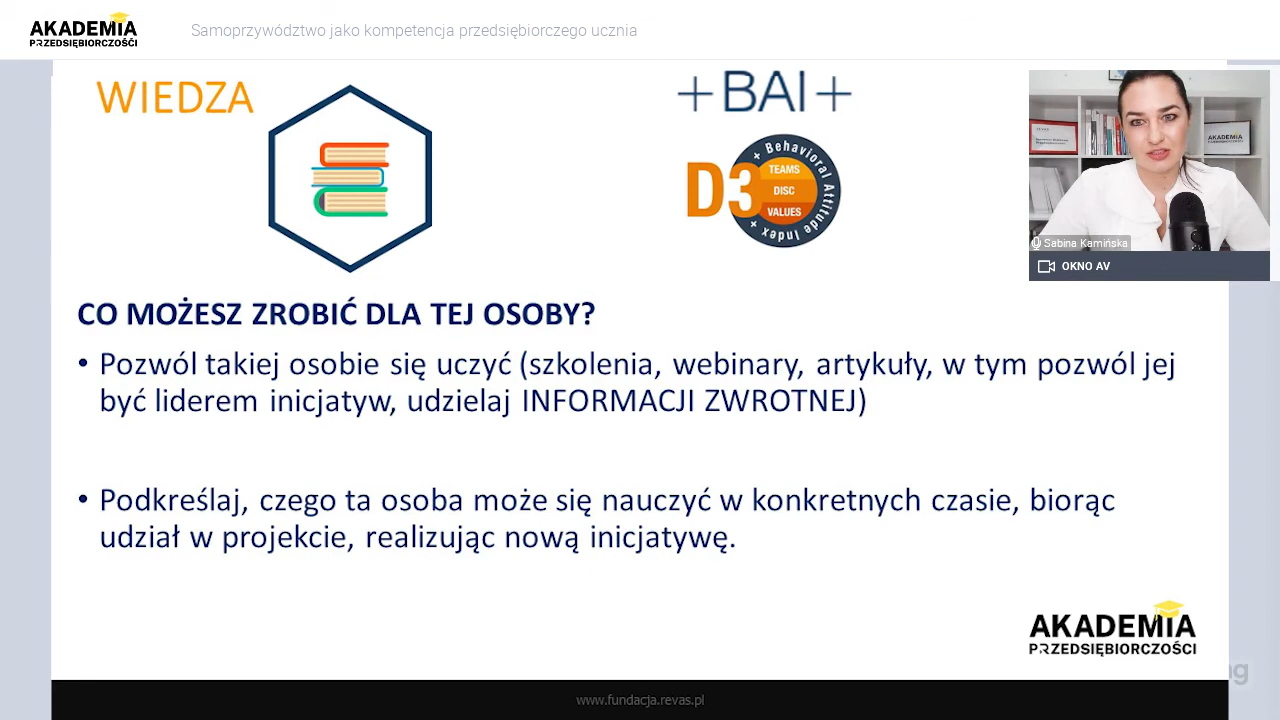 AKADEMIA
PRZEDSIĘBIORCZOŚCI
Samoprzywództwo jako kompetencja przedsiębiorczego ucznia
WIEDZA
+BAI+
D3
+ Behavioral Attitude Index +
TEAMS
DISC
VALUES
AKADEMIA
Sabina Kamińska
OKNO AV
CO MOŻESZ ZROBIĆ DLA TEJ OSOBY?
• Pozwól takiej osobie się uczyć (szkolenia, webinary, artykuły, w tym pozwól jej
być liderem inicjatyw, udzielaj INFORMACJI ZWROTNEJ)
• Podkreślaj, czego ta osoba może się nauczyć w konkretnych czasie, biorąc
udział w projekcie, realizując nową inicjatywę.
AKADEMIA
PRZEDSIĘBIORCZOŚCI
www.fundacja.revas.pl